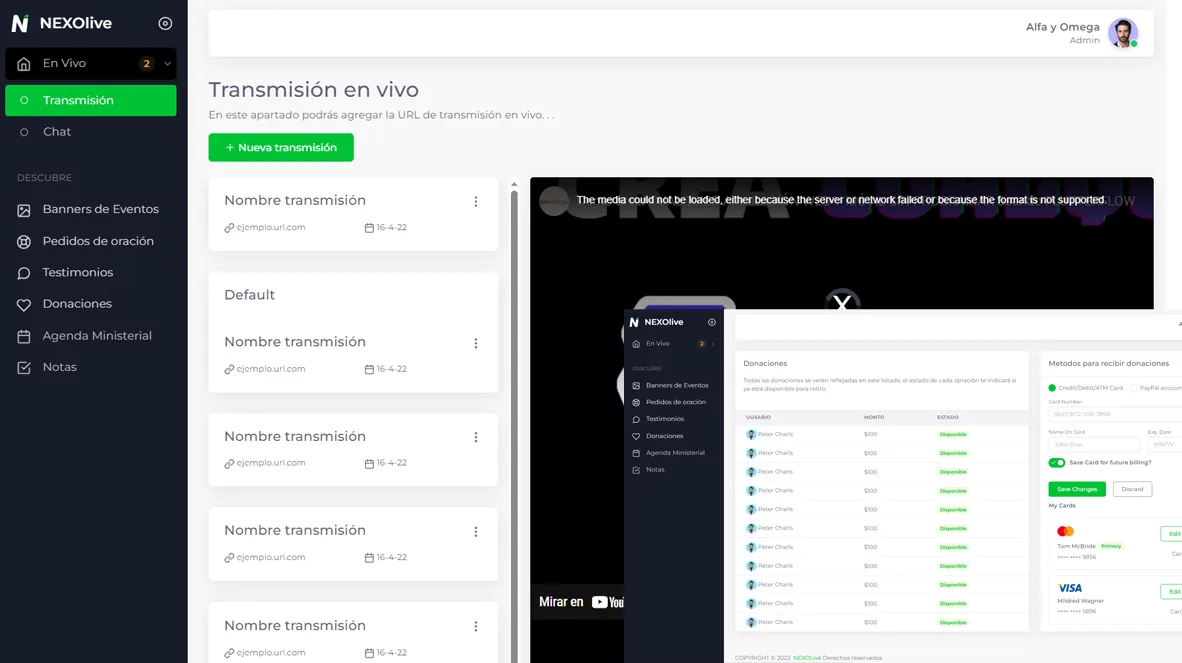 NEXOlive
En Vivo 2
Transmisión
Chat
DESCUBRE
Banners de Eventos
Pedidos de oración
Testimonios
Donaciones
Agenda Ministerial
Notas
Alfa y Omega
Admin
Transmisión en vivo
En este apartado podrás agregar la URL de transmisión en vivo. . .
+ Nueva transmisión
Nombre transmisión
ejemplo.url.com 16-4-22
Default
Nombre transmisión
ejemplo.url.com 16-4-22
Nombre transmisión
ejemplo.url.com 16-4-22
Nombre transmisión
ejemplo.url.com 16-4-22
Nombre transmisión
ejemplo.url.com 16-4-22
The media could not be loaded, either because the server or network failed or because the format is not supported.
LOW
X
Mirar en You
NEXOlive
En Vivo 2
DESCUBRE
Banners de Eventos
Pedidos de oración
Testimonios
Donaciones
Agenda Ministerial
Notas
Donaciones
Todas las donaciones se verán reflejadas en este listado, el estado de cada opración te indicará si
ya está disponible para retiro.
UUSARIO MONTO ESTADO
Peter Charls $100 Disponible
Peter Charls $100 Disponible
Peter Charls $100 Disponible
Peter Charls $100 Disponible
Peter Charls $100 Disponible
Peter Charls $100 Disponible
Peter Charls $100 Disponible
Peter Charls $100 Disponible
Peter Charls $100 Disponible
Peter Charls $100 Disponible
Peter Charls $100 Disponible
Metodos para recibir donaciones
Credit/Debit/ATM Card PayPal accoun
Card Number
5637 8172 1290 7898
Name On Card Exp. Date
John Doe MM/YY
Save Card for future billing?
Save Changes Discard
My Cards
Tom McBride Primary Edit
•••• •••• 9856 Car
VISA
Mildred Wagner Edit
•••• •••• 5896 Car
COPYRIGHT © 2022 NEXOLive Derechos reservados